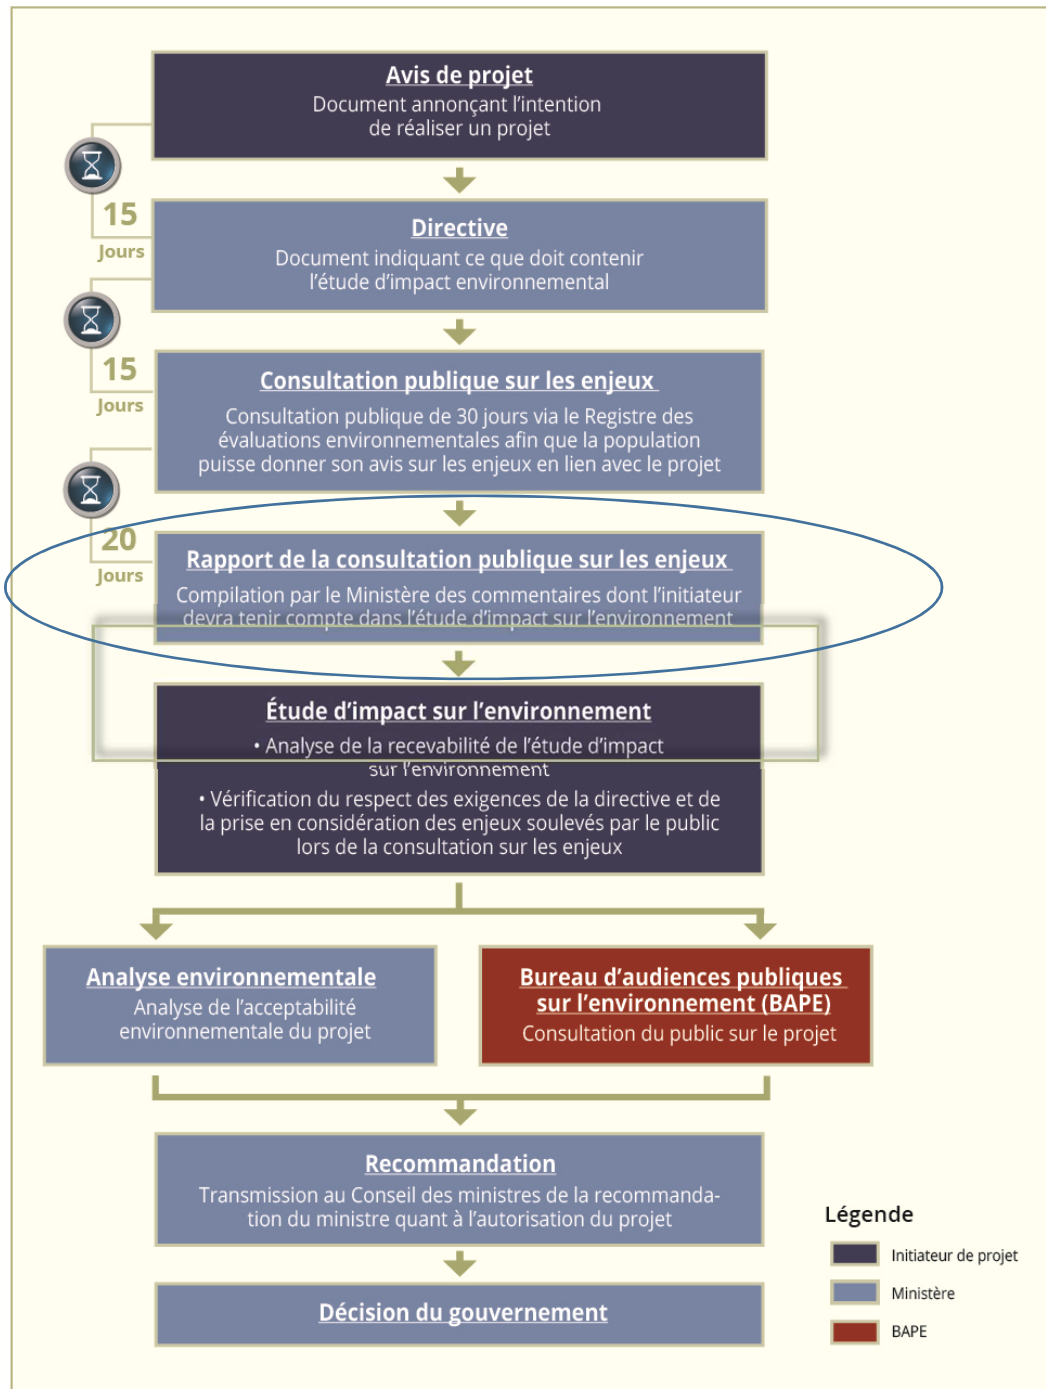 Avis de projet
Document annonçant l'intention
de réaliser un projet
15
Jours
Directive
Document indiquant ce que doit contenir
l'étude d'impact environnemental
15
Jours
Consultation publique sur les enjeux
Consultation publique de 30 jours via le Registre des
évaluations environnementales afin que la population
puisse donner son avis sur les enjeux en lien avec le projet
20
Jours
Rapport de la consultation publique sur les enjeux
Compilation par le Ministère des commentaires dont l'initiateur
devra tenir compte dans l'étude d'impact sur l'environnement
Étude d'impact sur l'environnement
• Analyse de la recevabilité de l'étude d'impact
sur l'environnement
• Vérification du respect des exigences de la directive et de
la prise en considération des enjeux soulevés par le public
lors de la consultation sur les enjeux
Analyse environnementale
Analyse de l'acceptabilité
environnementale du projet
Bureau d'audiences publiques
sur l'environnement (BAPE)
Consultation du public sur le projet
Recommandation
Transmission au Conseil des ministres de la recommanda-
tion du ministre quant à l'autorisation du projet
Décision du gouvernement
Légende
Initiateur de projet
Ministère
BAPE